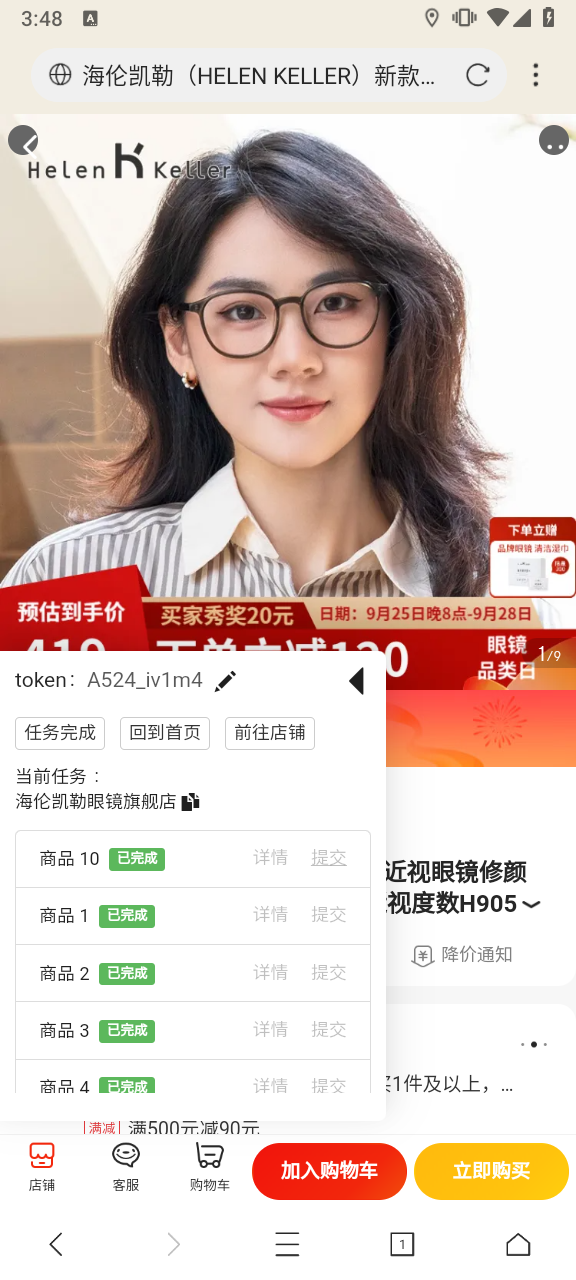 3:48
A
海伦凯勒（HELEN KELLER）新款...
Helen Keller
下单立赠
品牌眼镜 清洁湿巾
预估到手价
买家秀奖20元
日期：9月25日晚8点-9月28日
419
下单立减120
眼镜
品类日
1/9
token: A524_iv1m4
任务完成
回到首页
前往店铺
当前任务：
海伦凯勒眼镜旗舰店
商品 10 已完成 详情 提交
商品 1 已完成 详情 提交
商品 2 已完成 详情 提交
商品 3 已完成 详情 提交
商品 4 已完成 详情 提交
近视眼镜修颜
视度数H905
降价通知
买1件及以上，...
满减 满500元减90元
店铺
客服
购物车
加入购物车
立即购买
1